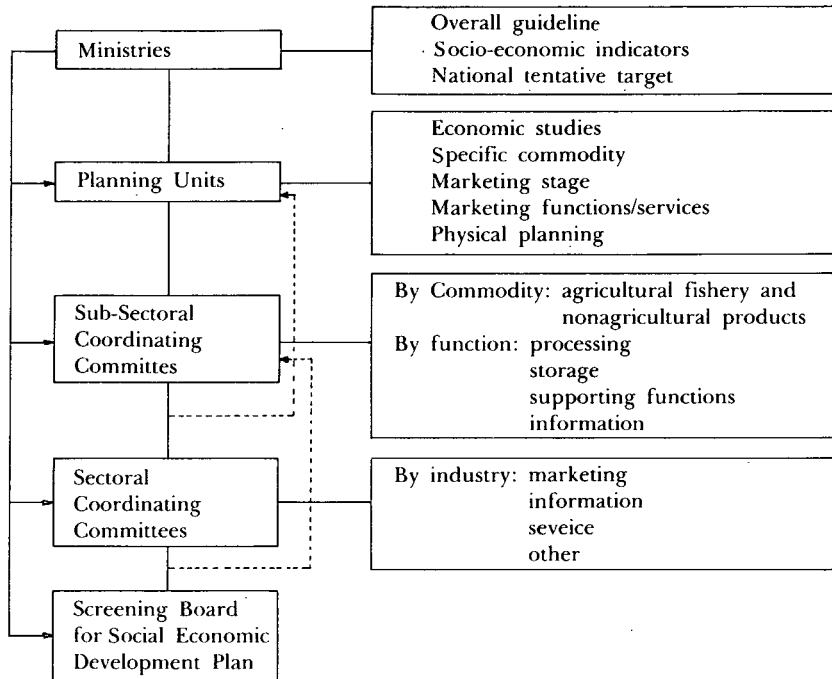 Ministries
Overall guideline
Socio-economic indicators
National tentative target
Planning Units
Economic studies
Specific commodity
Marketing stage
Marketing functions/services
Physical planning
Sub-Sectoral
Coordinating
Committes
By Commodity: agricultural fishery and
nonagricultural products
By function: processing
storage
supporting functions
information
Sectoral
Coordinating
Committees
By industry: marketing
information
seveice
other
Screening Board
for Social Economic
Development Plan